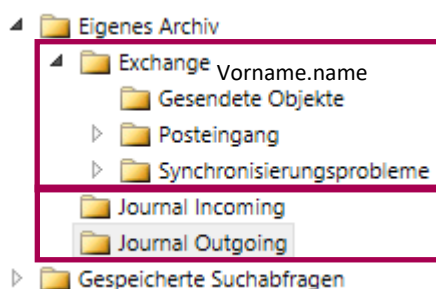 Eigenes Archiv
Exchange Vorname.name
Gesendete Objekte
Posteingang
Synchronisierungsprobleme
Journal Incoming
Journal Outgoing
Gespeicherte Suchabfragen